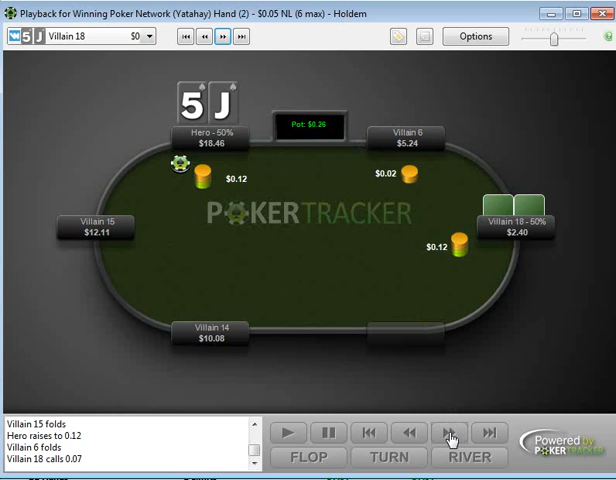 Playback for Winning Poker Network (Yatahay) Hand (2) - $0.05 NL (6 max) - Holdem
5 J Villain 18 $0
Options
5 J
Hero - 50%
$18.46
Pot: $0.26
Villain 6
$5.24
$0.12
$0.02
Villain 15
$12.11
POKERTRACKER
Villain 18 - 50%
$2.40
$0.12
Villain 14
$10.08
Villain 15 folds
Hero raises to 0.12
Villain 6 folds
Villain 18 calls 0.07
FLOP TURN RIVER
Powered by
POKERTRACKER